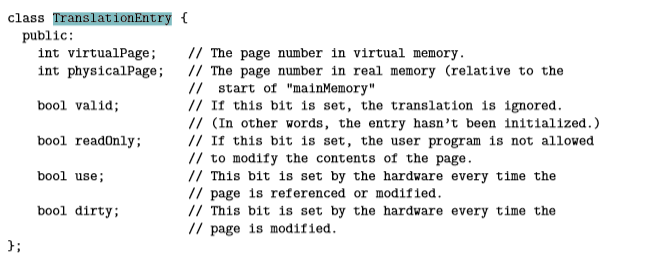 class TranslationEntry {
public:
int virtualPage; // The page number in virtual memory.
int physicalPage; // The page number in real memory (relative to the
// start of "mainMemory"
bool valid; // If this bit is set, the translation is ignored.
// (In other words, the entry hasn't been initialized.)
bool readOnly; // If this bit is set, the user program is not allowed
// to modify the contents of the page.
bool use; // This bit is set by the hardware every time the
// page is referenced or modified.
bool dirty; // This bit is set by the hardware every time the
// page is modified.
};